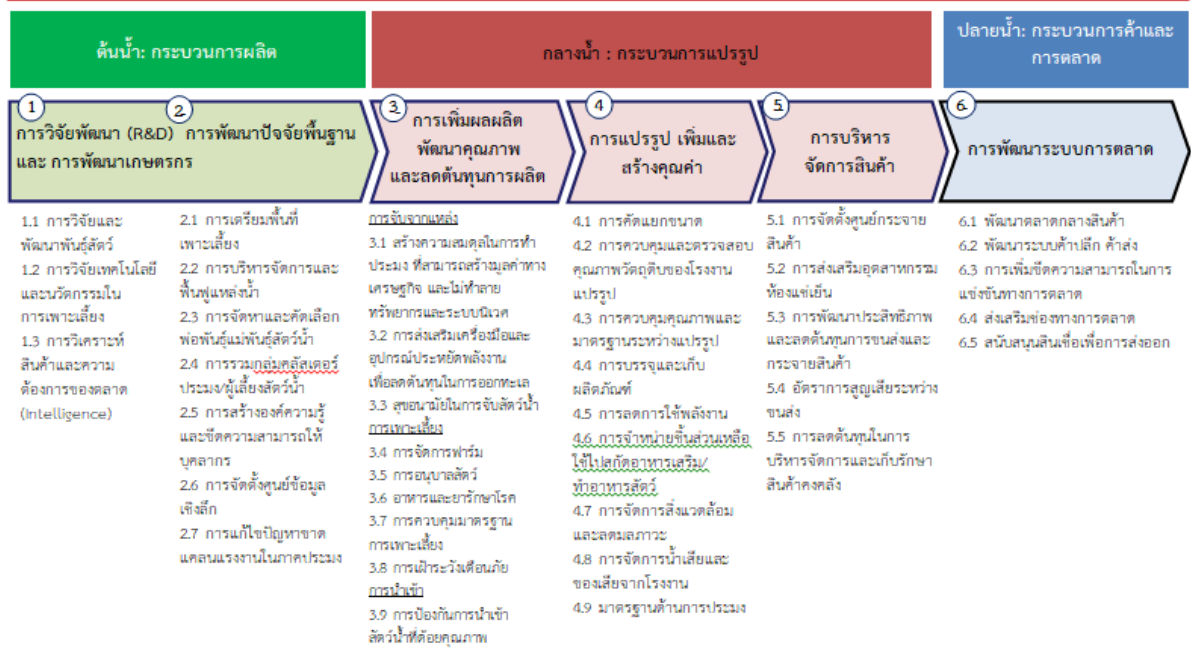 ต้นน้ำ: กระบวนการผลิต
กลางน้ำ : กระบวนการแปรรูป
ปลายน้ำ: กระบวนการค้าและ
การตลาด
1
การวิจัยพัฒนา (R&D)
และ การพัฒนาเกษตรกร
2
การพัฒนาปัจจัยพื้นฐาน
3
การเพิ่มผลผลิต
พัฒนาคุณภาพ
และลดต้นทุนการผลิต
4
การแปรรูป เพิ่มและ
สร้างคุณค่า
5
การบริหาร
จัดการสินค้า
6
การพัฒนาระบบการตลาด
1.1 การวิจัยและ
พัฒนาพันธุ์สัตว์
1.2 การวิจัยเทคโนโลยี
และนวัตกรรมใน
การเพาะเลี้ยง
1.3 การวิเคราะห์
สินค้าและความ
ต้องการของตลาด
(Intelligence)
2.1 การเตรียมพื้นที่
เพาะเลี้ยง
2.2 การบริหารจัดการและ
ฟื้นฟูแหล่งน้ำ
2.3 การจัดหาและคัดเลือก
พ่อพันธุ์แม่พันธุ์สัตว์น้ำ
2.4 การรวมกลุ่มคลัสเตอร์
ประมง/ผู้เลี้ยงสัตว์น้ำ
2.5 การสร้างองค์ความรู้
และขีดความสามารถให้
บุคลากร
2.6 การจัดตั้งศูนย์ข้อมูล
เชิงลึก
2.7 การแก้ไขปัญหาขาด
แคลนแรงงานในภาคประมง
การจับจากแหล่ง
3.1 สร้างความสมดุลในการทำ
ประมง ที่สามารถสร้างมูลค่าทาง
เศรษฐกิจ และไม่ทำลาย
ทรัพยากรและระบบนิเวศ
3.2 การส่งเสริมเครื่องมือและ
อุปกรณ์ประหยัดพลังงาน
เพื่อลดต้นทุนในการออกทะเล
3.3 สุขอนามัยในการจับสัตว์น้ำ
การเพาะเลี้ยง
3.4 การจัดการฟาร์ม
3.5 การอนุบาลสัตว์
3.6 อาหารและยารักษาโรค
3.7 การควบคุมมาตรฐาน
การเพาะเลี้ยง
3.8 การเฝ้าระวังเตือนภัย
การนำเข้า
3.9 การป้องกันการนำเข้า
สัตว์น้ำที่ด้อยคุณภาพ
4.1 การคัดแยกขนาด
4.2 การควบคุมและตรวจสอบ
คุณภาพวัตถุดิบของโรงงาน
แปรรูป
4.3 การควบคุมคุณภาพและ
มาตรฐานระหว่างแปรรูป
4.4 การบรรจุและเก็บ
ผลิตภัณฑ์
4.5 การลดการใช้พลังงาน
4.6 การจำหน่ายชิ้นส่วนเหลือ
ใช้ไปสกัดอาหารเสริม/
ทำอาหารสัตว์
4.7 การจัดการสิ่งแวดล้อม
และลดมลภาวะ
4.8 การจัดการน้ำเสียและ
ของเสียจากโรงงาน
4.9 มาตรฐานด้านการประมง
5.1 การจัดตั้งศูนย์กระจาย
สินค้า
5.2 การส่งเสริมอุตสาหกรรม
ห้องแช่เย็น
5.3 การพัฒนาประสิทธิภาพ
และลดต้นทุนการขนส่งและ
กระจายสินค้า
5.4 อัตราการสูญเสียระหว่าง
ขนส่ง
5.5 การลดต้นทุนในการ
บริหารจัดการและเก็บรักษา
สินค้าคงคลัง
6.1 พัฒนาตลาดกลางสินค้า
6.2 พัฒนาระบบค้าปลีก ค้าส่ง
6.3 การเพิ่มขีดความสามารถในการ
แข่งขันทางการตลาด
6.4 ส่งเสริมช่องทางการตลาด
6.5 สนับสนุนสินเชื่อเพื่อการส่งออก